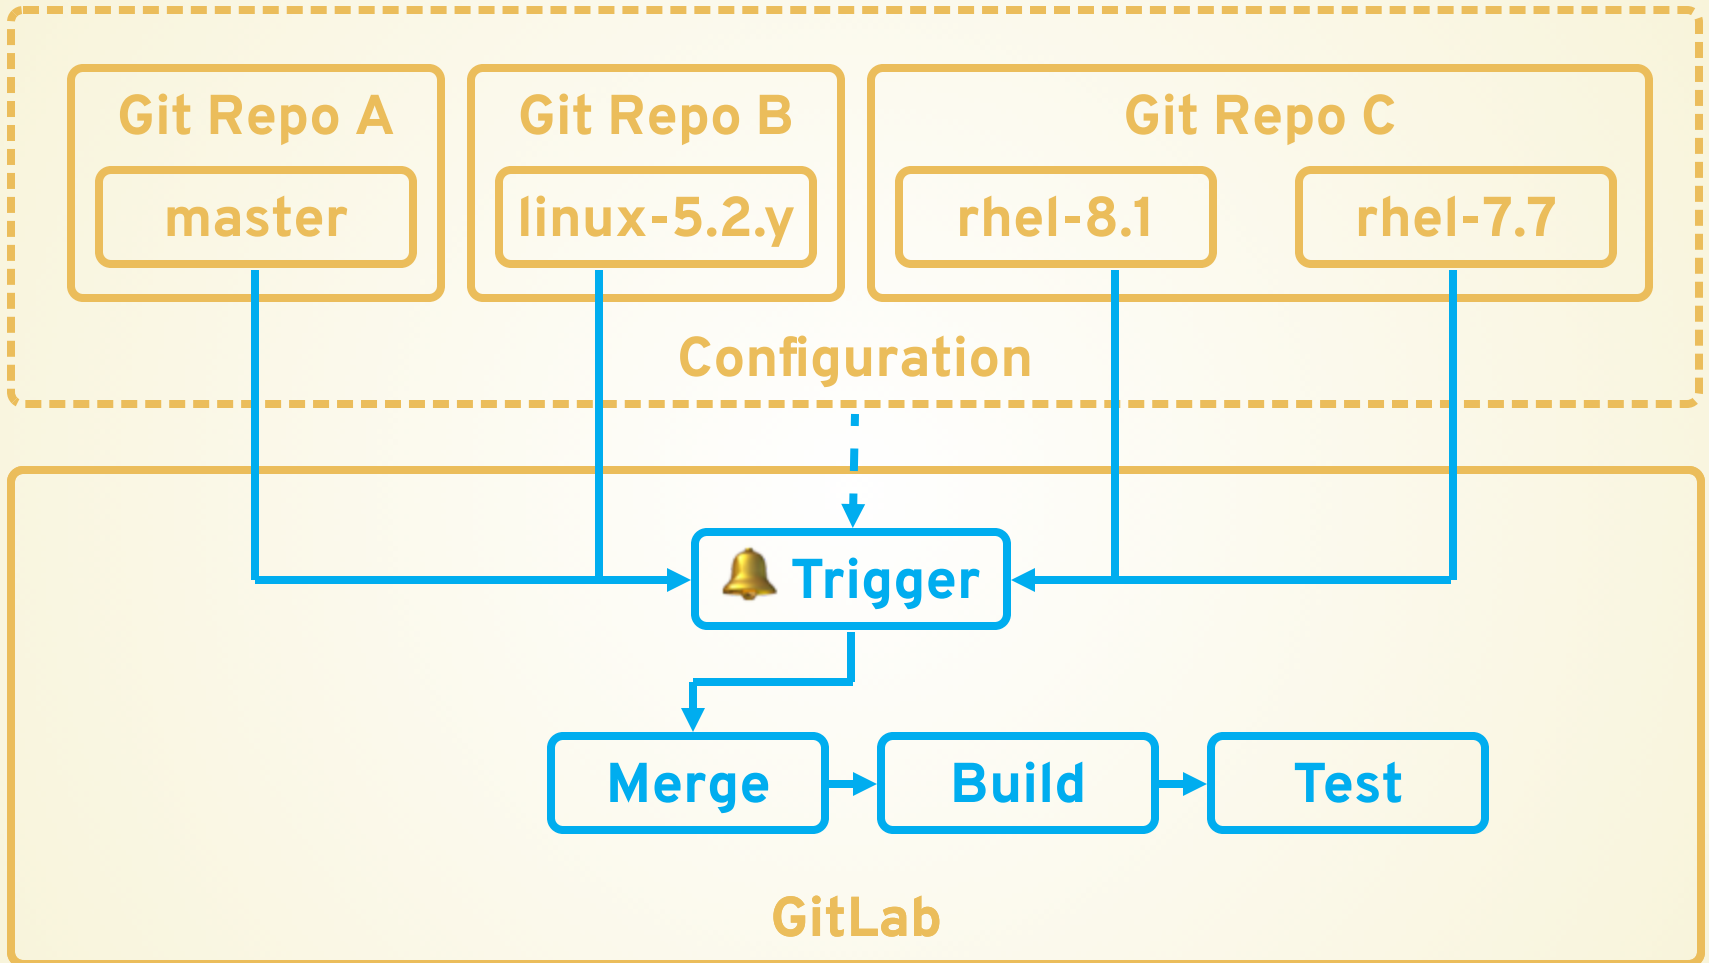 Git Repo A
Git Repo B
Git Repo C
master
linux-5.2.y
rhel-8.1
rhel-7.7
Configuration
Trigger
Merge
Build
Test
GitLab